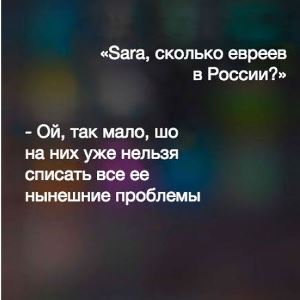 «Sara, сколько евреев
в России?»
- Ой, так мало, шо
на них уже нельзя
списать все ее
нынешние проблемы